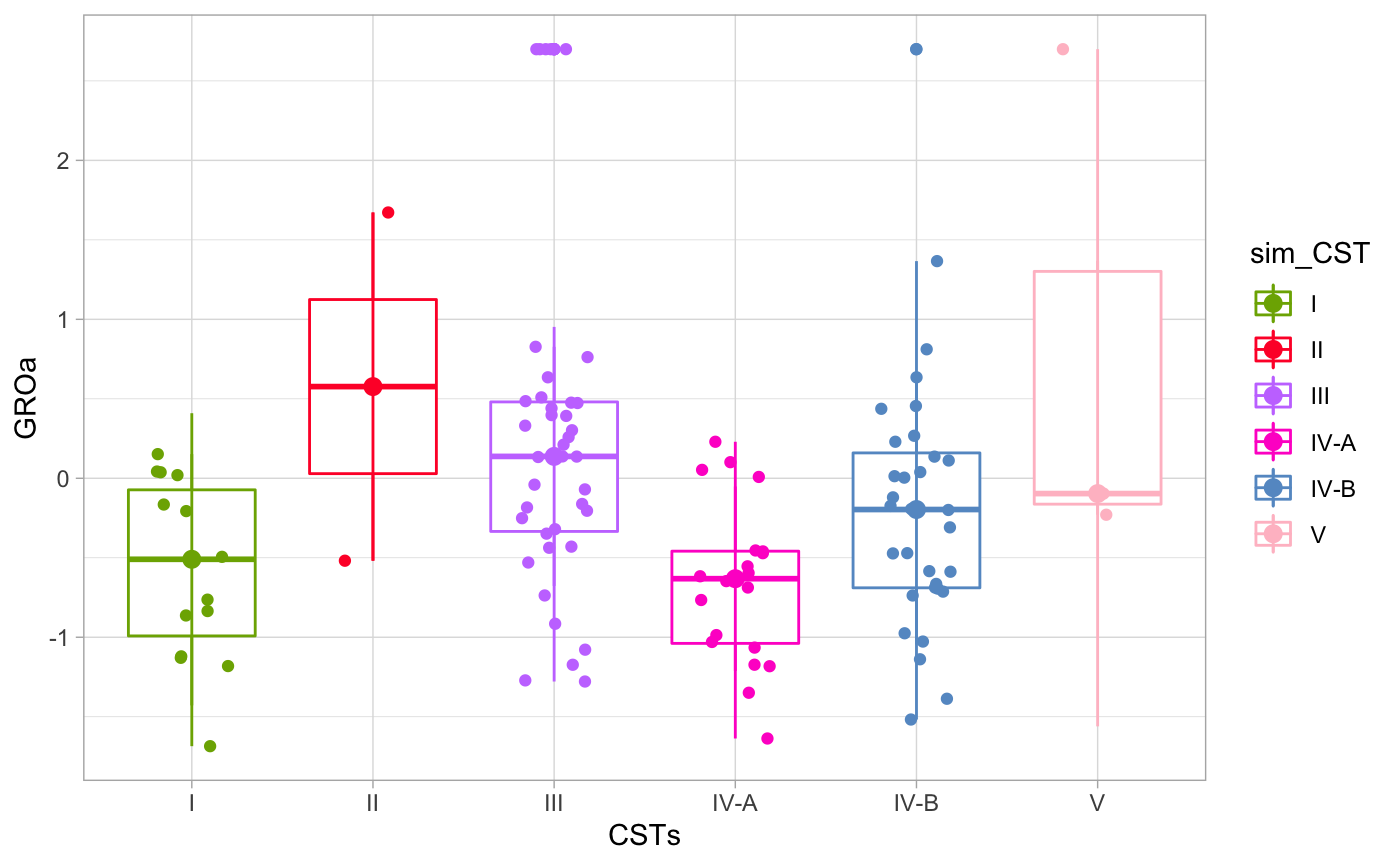 GROa
2
1
0
-1
I II III IV-A IV-B V
CSTs
sim_CST
I
II
III
IV-A
IV-B
V